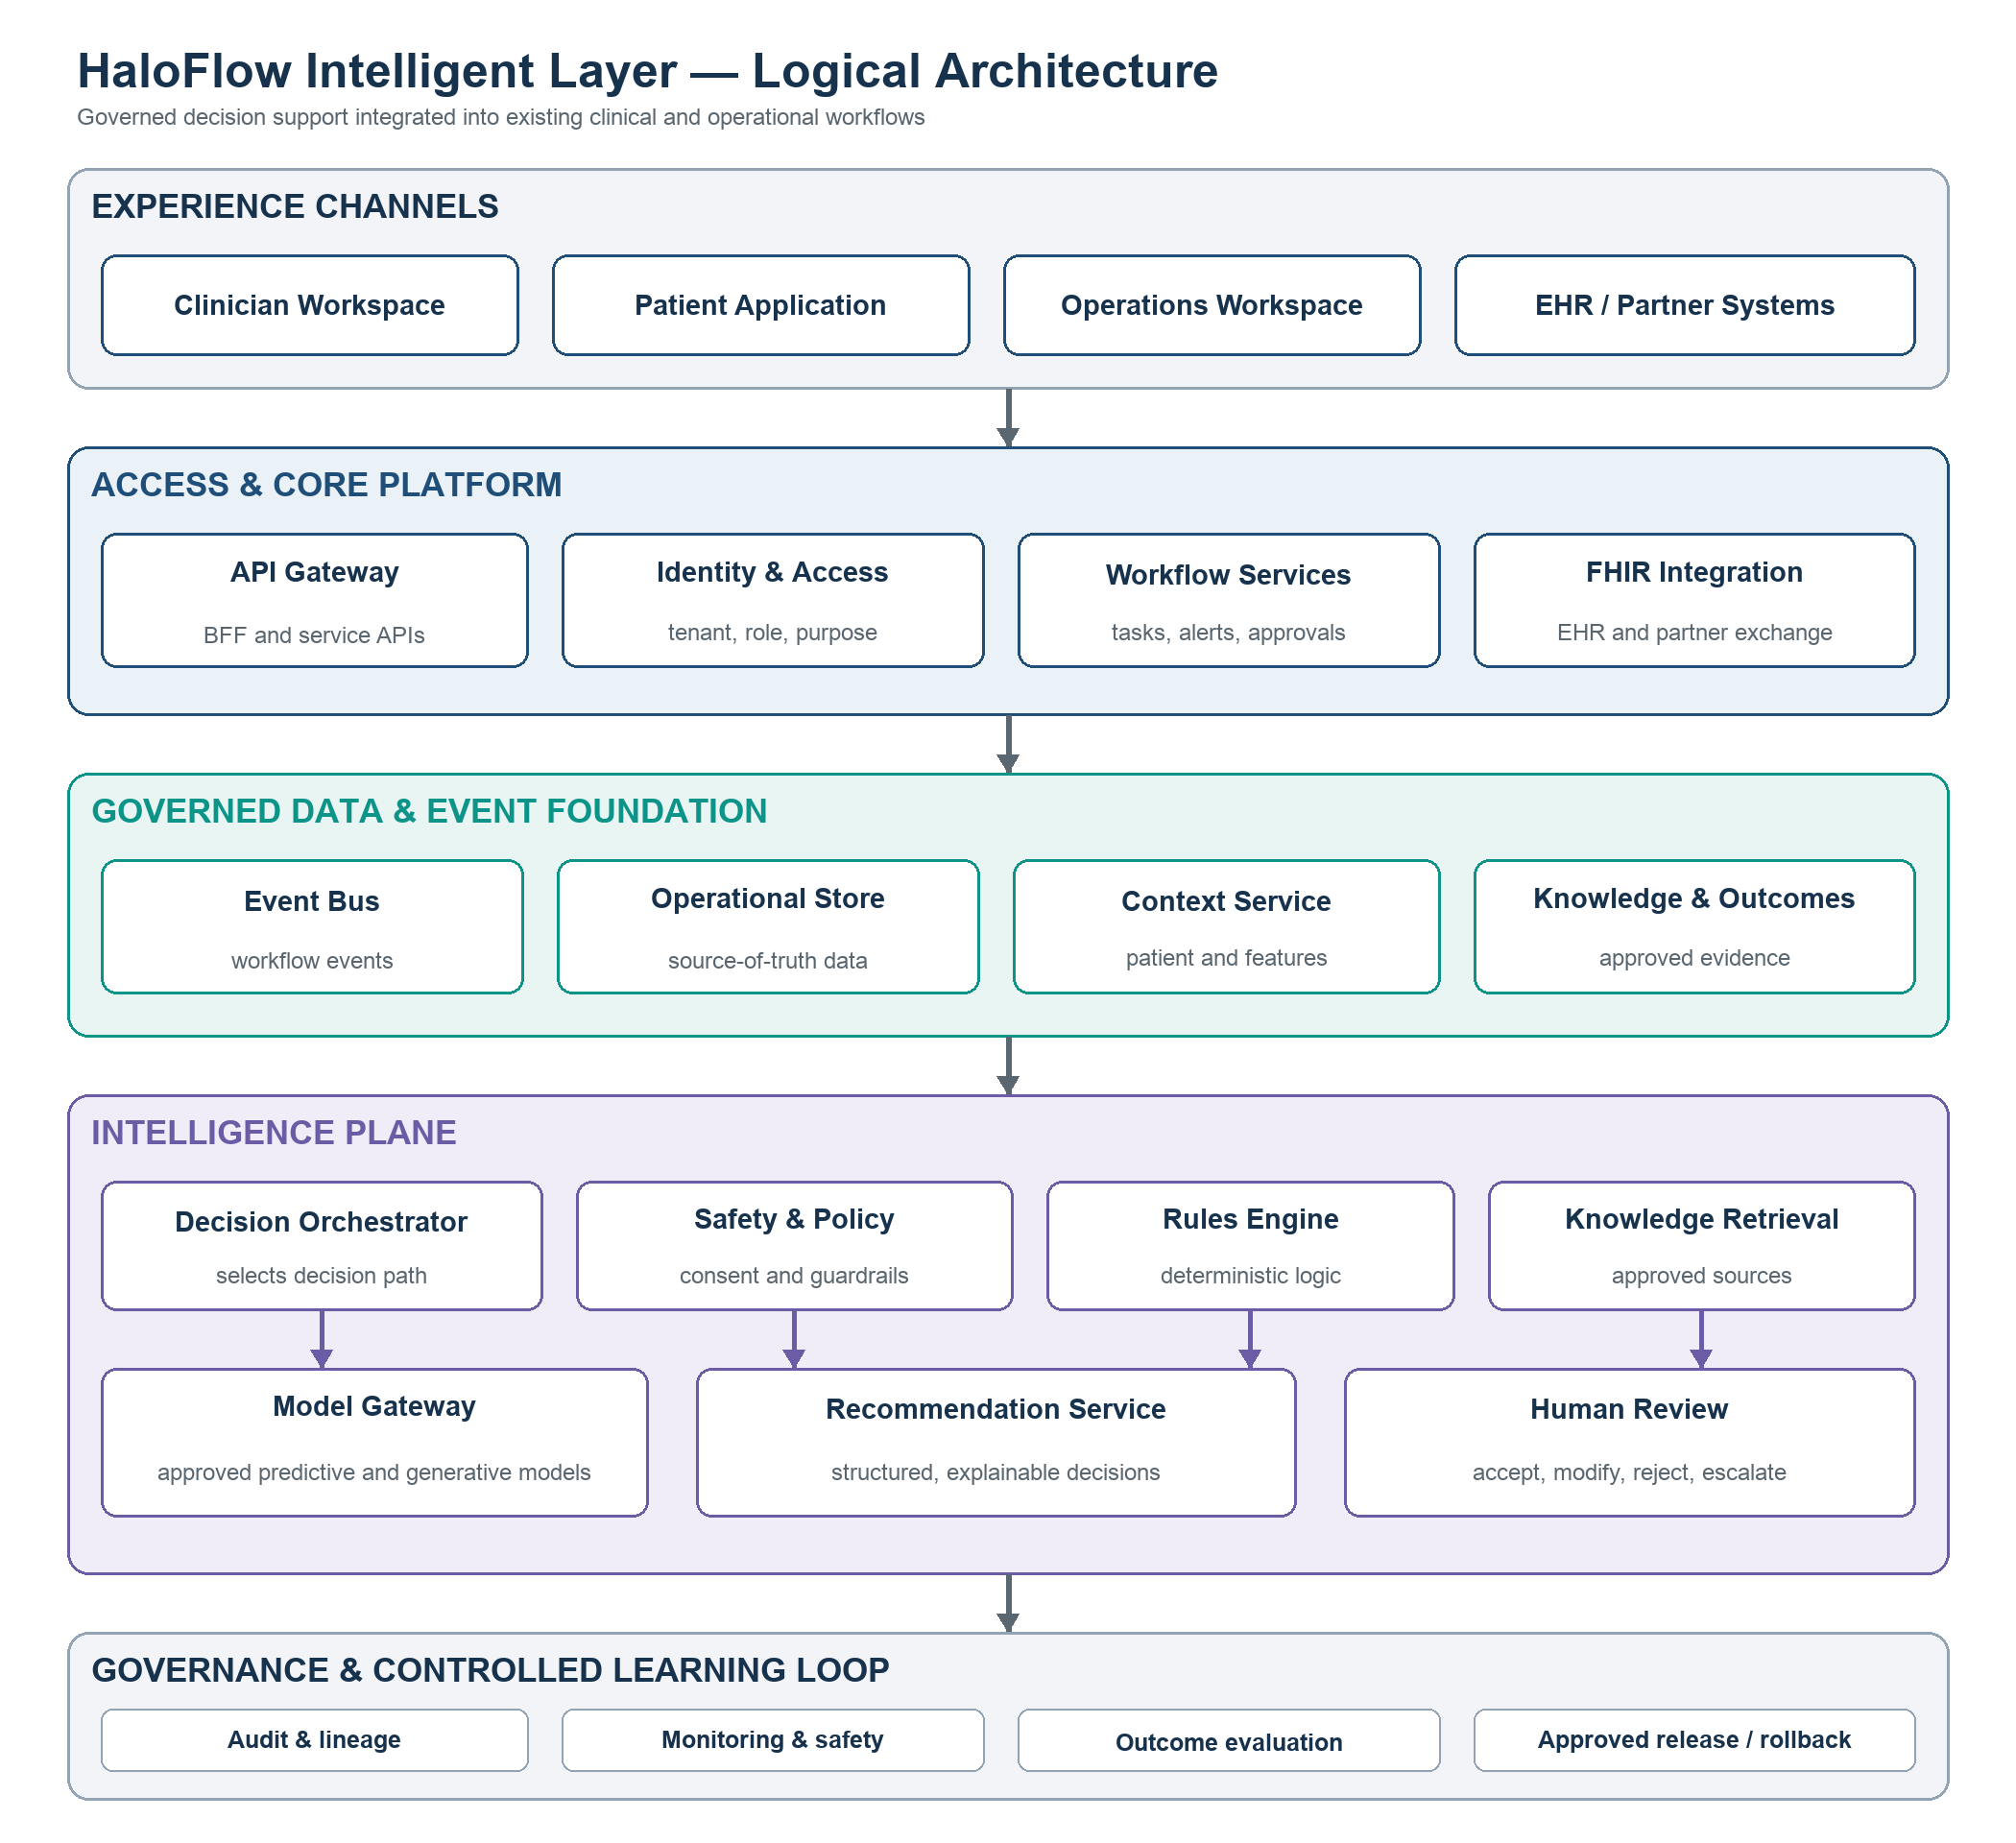 HaloFlow Intelligent Layer — Logical Architecture
Governed decision support integrated into existing clinical and operational workflows
EXPERIENCE CHANNELS
Clinician Workspace
Patient Application
Operations Workspace
EHR / Partner Systems
ACCESS & CORE PLATFORM
API Gateway
BFF and service APIs
Identity & Access
tenant, role, purpose
Workflow Services
tasks, alerts, approvals
FHIR Integration
EHR and partner exchange
GOVERNED DATA & EVENT FOUNDATION
Event Bus
workflow events
Operational Store
source-of-truth data
Context Service
patient and features
Knowledge & Outcomes
approved evidence
INTELLIGENCE PLANE
Decision Orchestrator
selects decision path
Safety & Policy
consent and guardrails
Rules Engine
deterministic logic
Knowledge Retrieval
approved sources
Model Gateway
approved predictive and generative models
Recommendation Service
structured, explainable decisions
Human Review
accept, modify, reject, escalate
GOVERNANCE & CONTROLLED LEARNING LOOP
Audit & lineage
Monitoring & safety
Outcome evaluation
Approved release / rollback